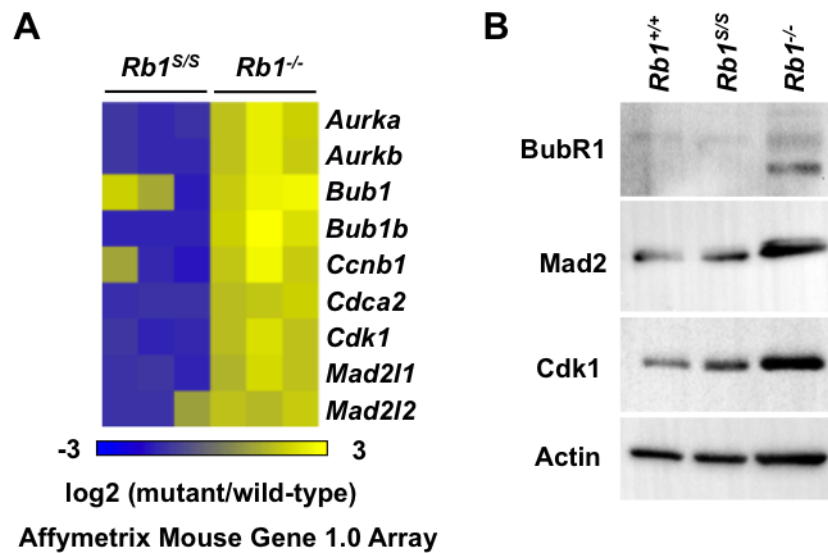 A
Rb1S/S Rb1-/-
Aurka
Aurkb
Bub1
Bub1b
Ccnb1
Cdca2
Cdk1
Mad2l1
Mad2l2
-3 3
log2 (mutant/wild-type)
Affymetrix Mouse Gene 1.0 Array
B
Rb1+/+ Rb1S/S Rb1-/-
BubR1
Mad2
Cdk1
Actin